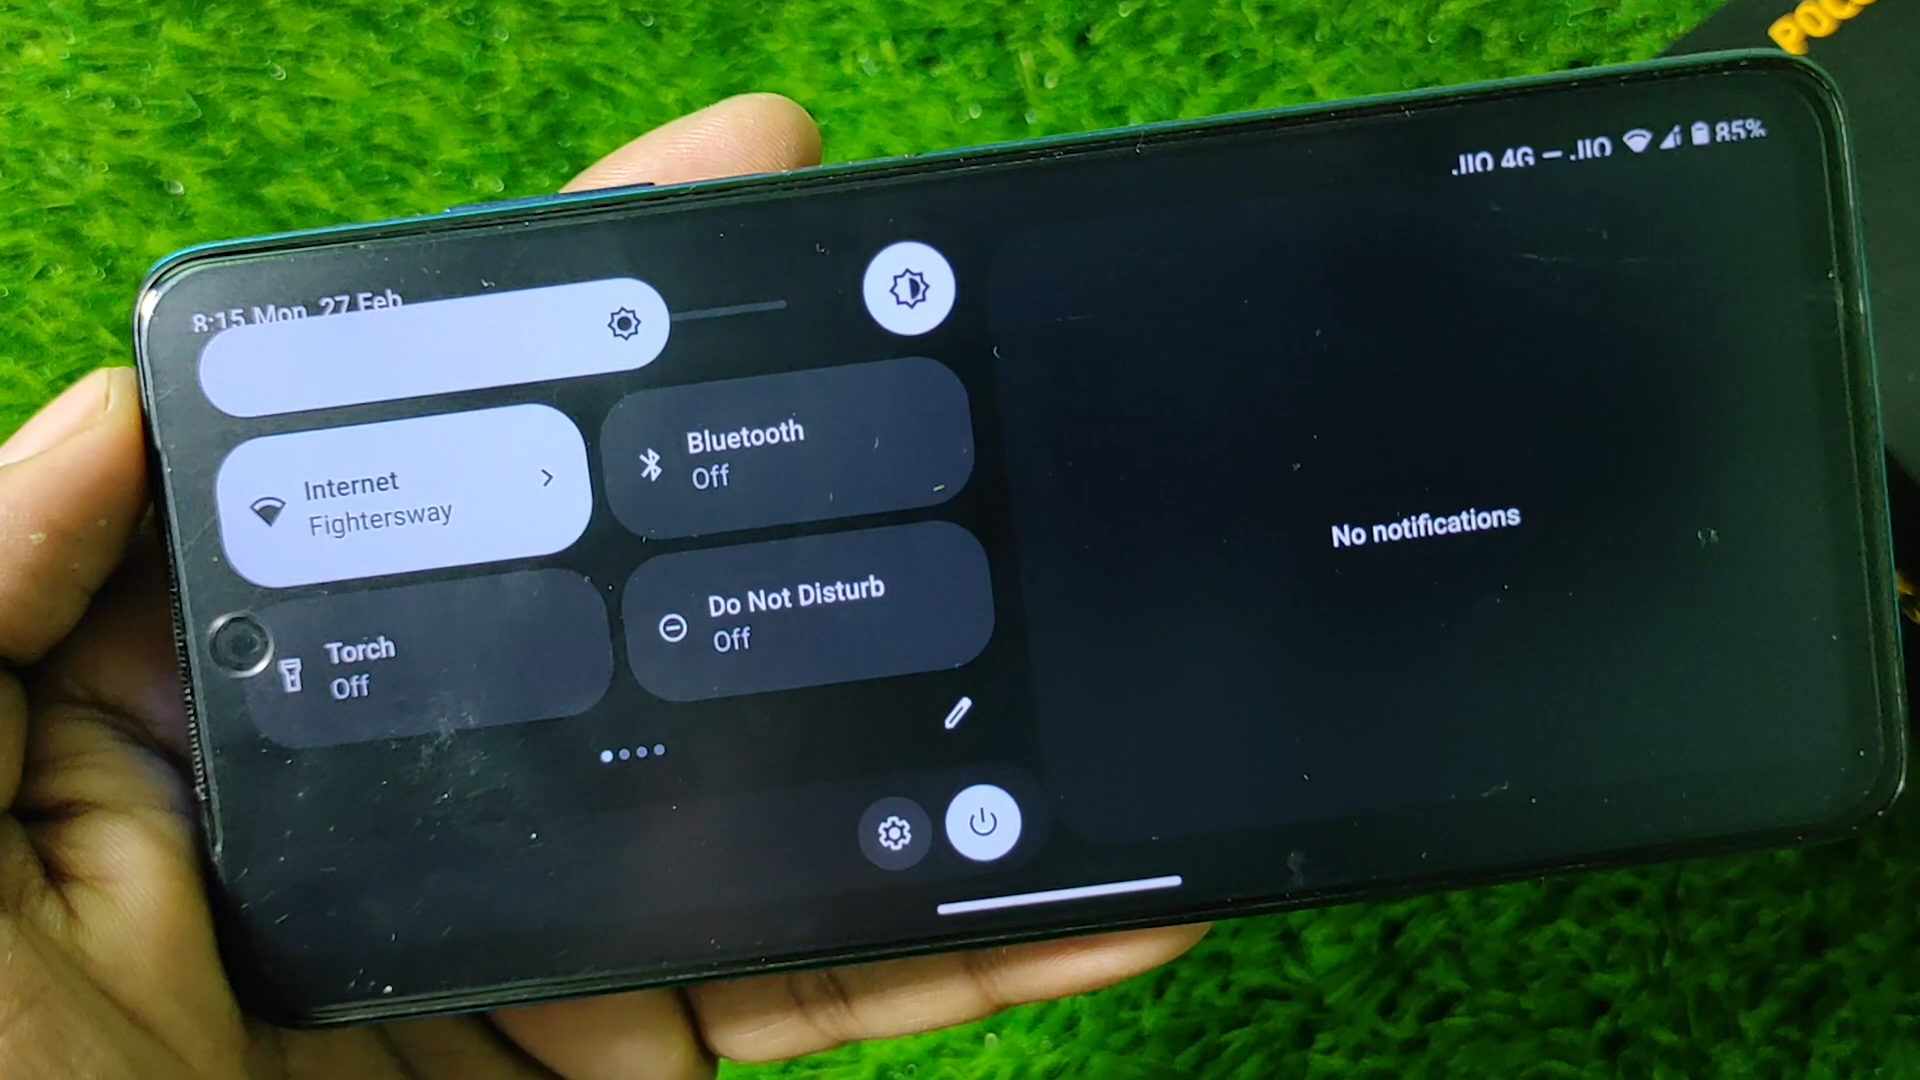 POCO
8:15 Mon, 27 Feb
.JIO 4G — .JIO 85%
Internet
Fightersway
Bluetooth
Off
Torch
Off
Do Not Disturb
Off
No notifications